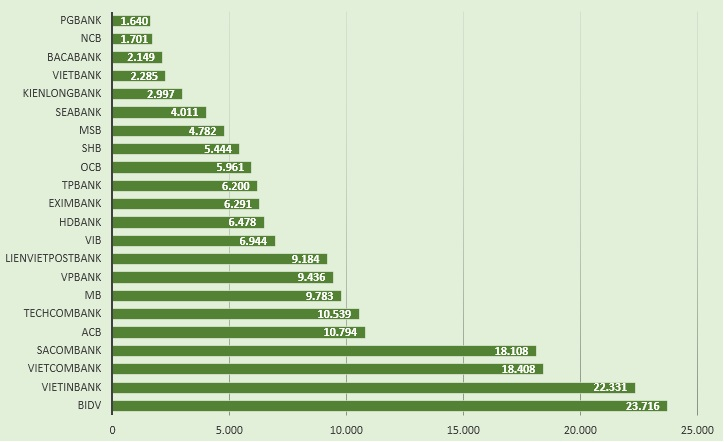 PGBANK 1.640
NCB 1.701
BACABANK 2.149
VIETBANK 2.285
KIENLONGBANK 2.997
SEABANK 4.011
MSB 4.782
SHB 5.444
OCB 5.961
TPBANK 6.200
EXIMBANK 6.291
HDBANK 6.478
VIB 6.944
LIENVIETPOSTBANK 9.184
VPBANK 9.436
MB 9.783
TECHCOMBANK 10.539
ACB 10.794
SACOMBANK 18.108
VIETCOMBANK 18.408
VIETINBANK 22.331
BIDV 23.716
0 5.000 10.000 15.000 20.000 25.000